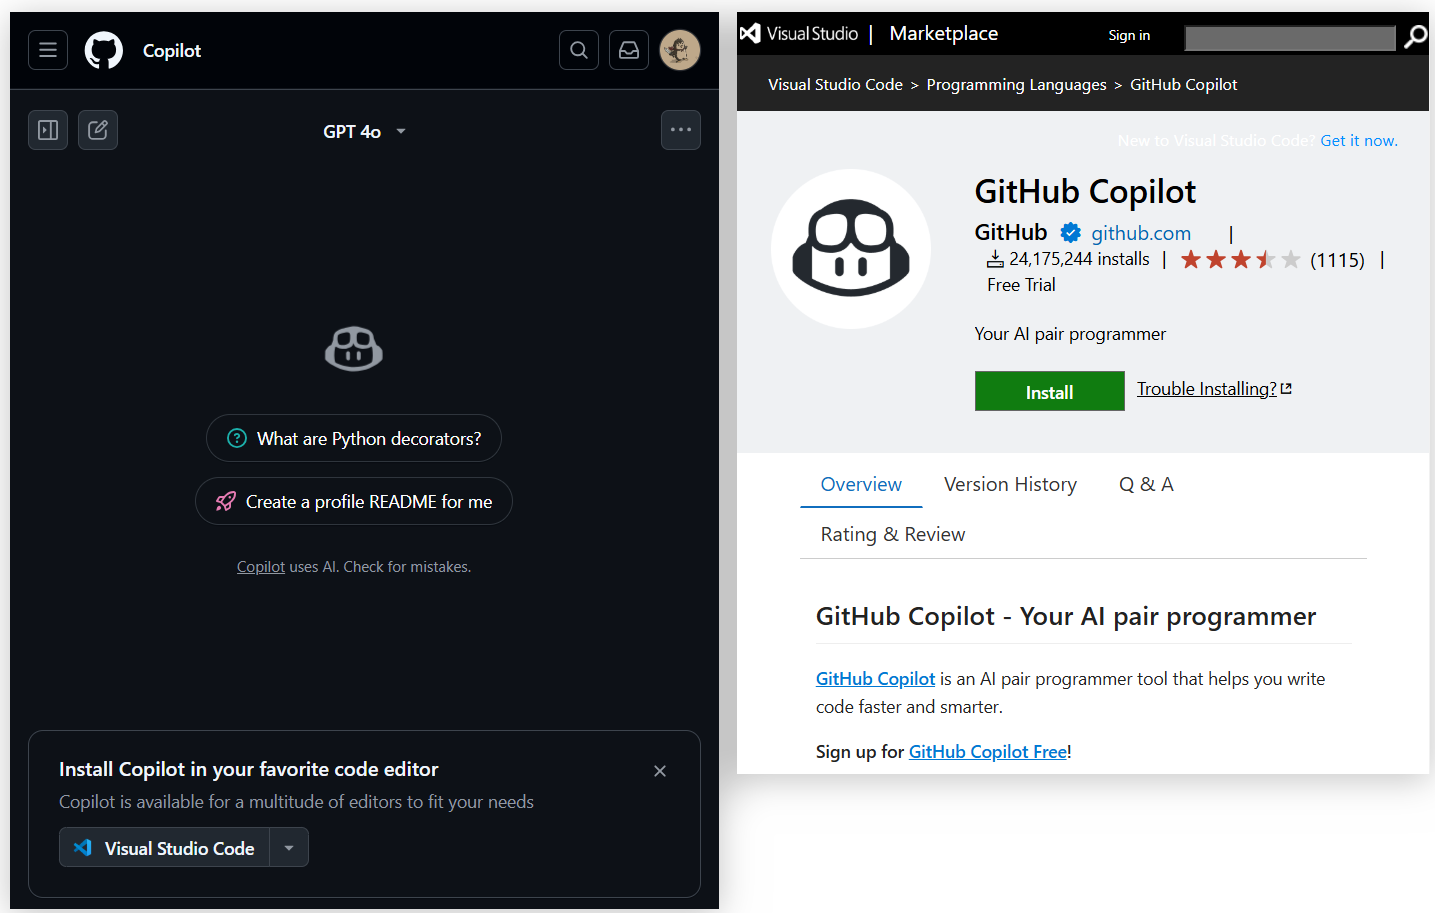 Copilot
GPT 4o
What are Python decorators?
Create a profile README for me
Copilot uses AI. Check for mistakes.
Install Copilot in your favorite code editor
Copilot is available for a multitude of editors to fit your needs
Visual Studio Code
Visual Studio | Marketplace
Sign in
Visual Studio Code > Programming Languages > GitHub Copilot
New to Visual Studio Code? Get it now.
GitHub Copilot
GitHub github.com |
24,175,244 installs | (1115) |
Free Trial
Your AI pair programmer
Install Trouble Installing?
Overview Version History Q & A
Rating & Review
GitHub Copilot - Your AI pair programmer
GitHub Copilot is an AI pair programmer tool that helps you write
code faster and smarter.
Sign up for GitHub Copilot Free!